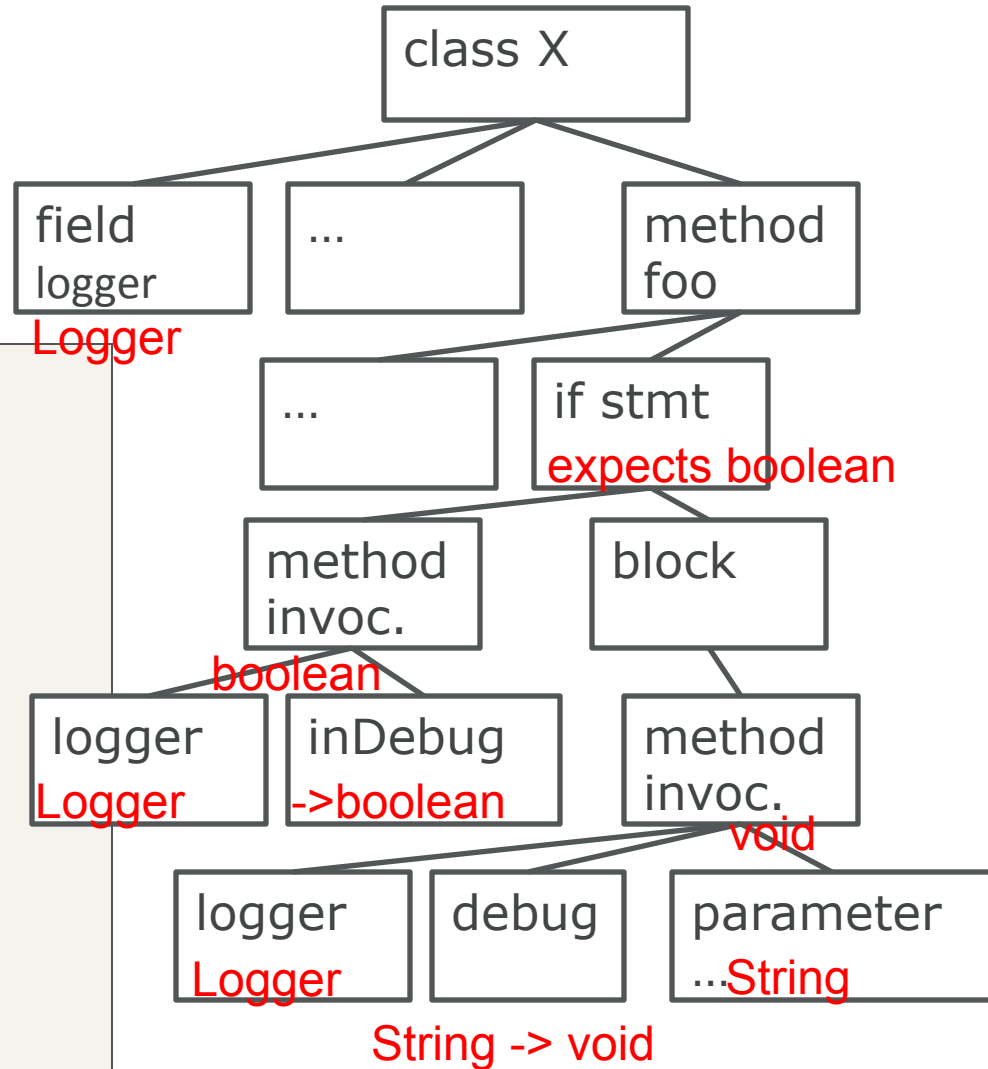 class X
field
logger
Logger
...
method
foo
...
if stmt
expects boolean
method
invoc.
boolean
block
logger
Logger
inDebug
->boolean
method
invoc.
void
logger
Logger
debug
parameter
...String
String -> void